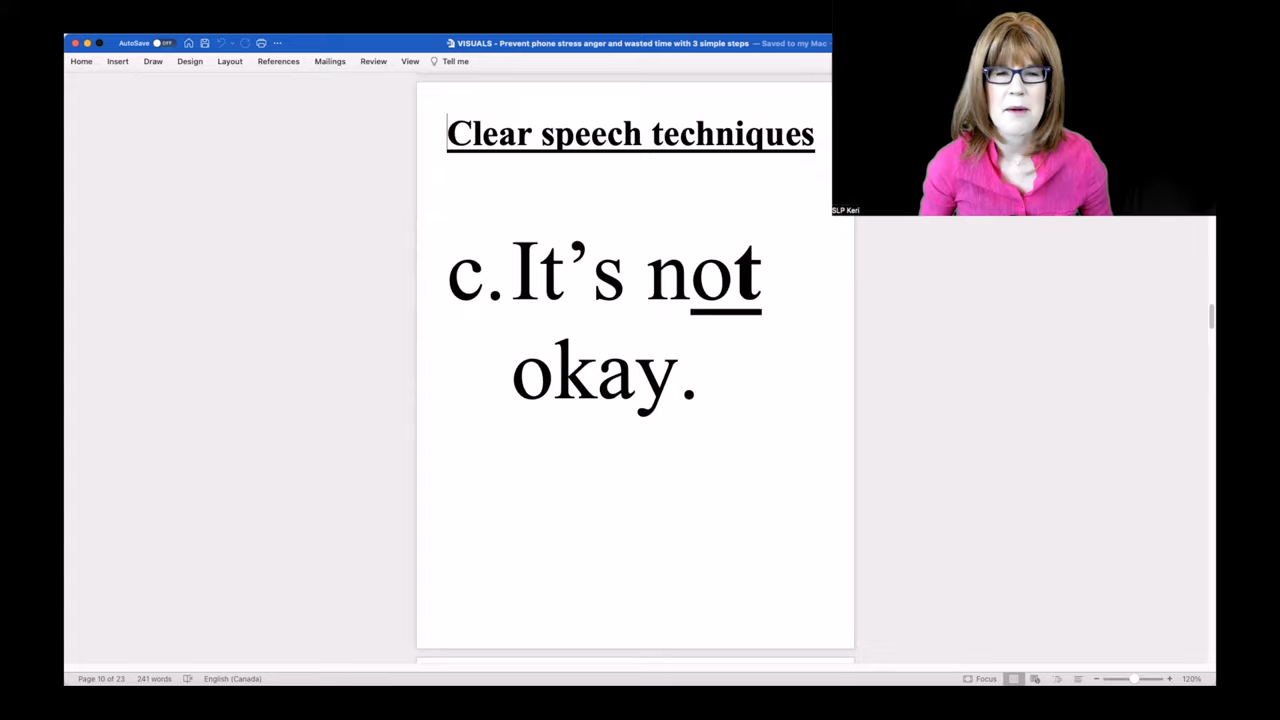 AutoSave OFF
VISUALS - Prevent phone stress anger and wasted time with 3 simple steps — Saved to my Mac
Home Insert Draw Design Layout References Mailings Review View Tell me
Clear speech techniques
c. It’s not
okay.
SLP Keri
Page 10 of 23 241 words English (Canada) Focus 120%